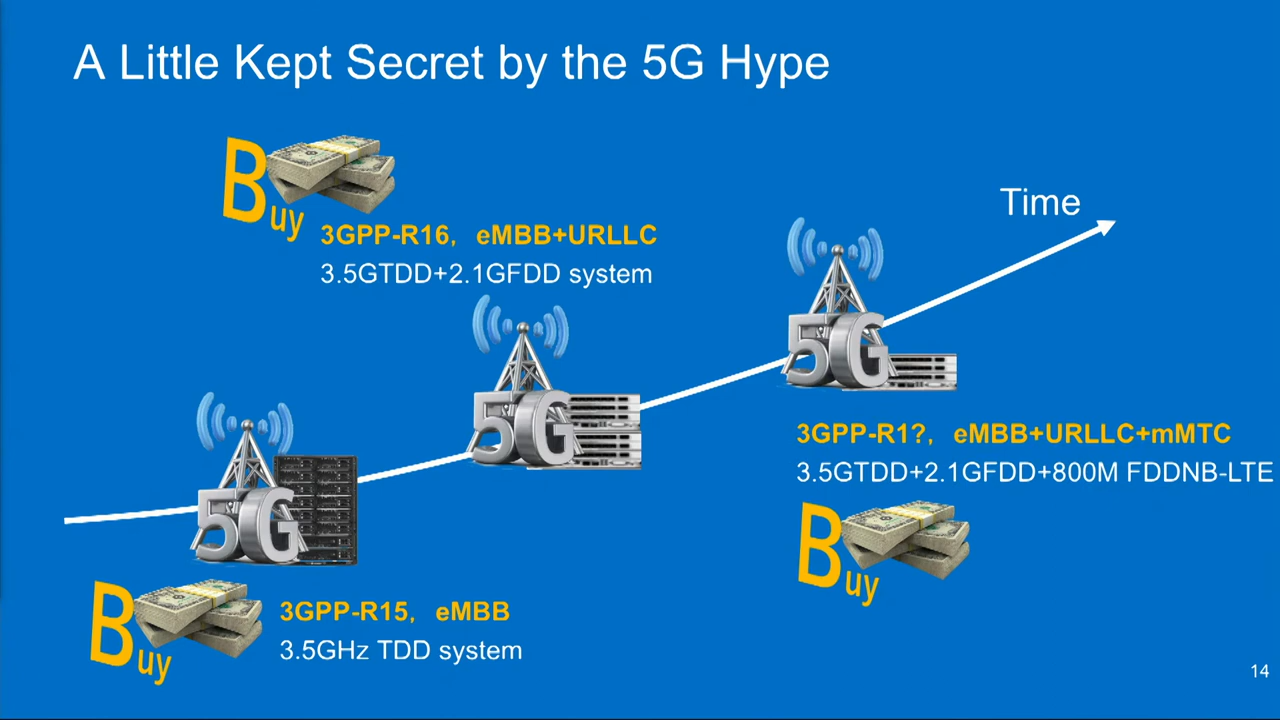 A Little Kept Secret by the 5G Hype
Buy
3GPP-R16, eMBB+URLLC
3.5GTDD+2.1GFDD system
Time
5G
5G
5G
3GPP-R1?, eMBB+URLLC+mMTC
3.5GTDD+2.1GFDD+800M FDDNB-LTE
Buy
Buy
3GPP-R15, eMBB
3.5GHz TDD system
14